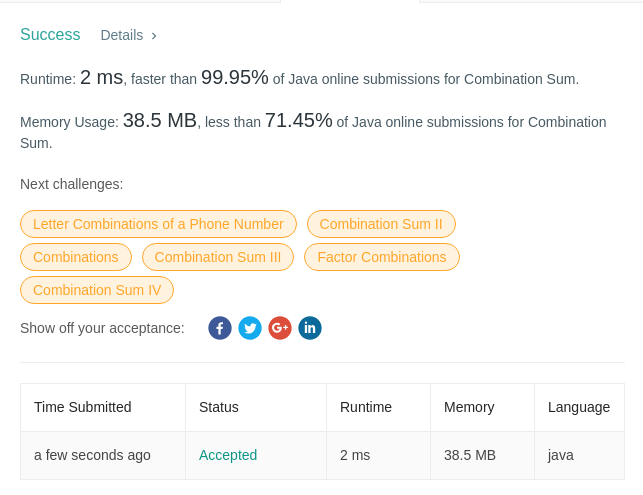 Success Details ›
Runtime: 2 ms, faster than 99.95% of Java online submissions for Combination Sum.
Memory Usage: 38.5 MB, less than 71.45% of Java online submissions for Combination
Sum.
Next challenges:
Letter Combinations of a Phone Number Combination Sum II
Combinations Combination Sum III Factor Combinations
Combination Sum IV
Show off your acceptance: f G+ in
Time Submitted Status Runtime Memory Language
a few seconds ago Accepted 2 ms 38.5 MB java